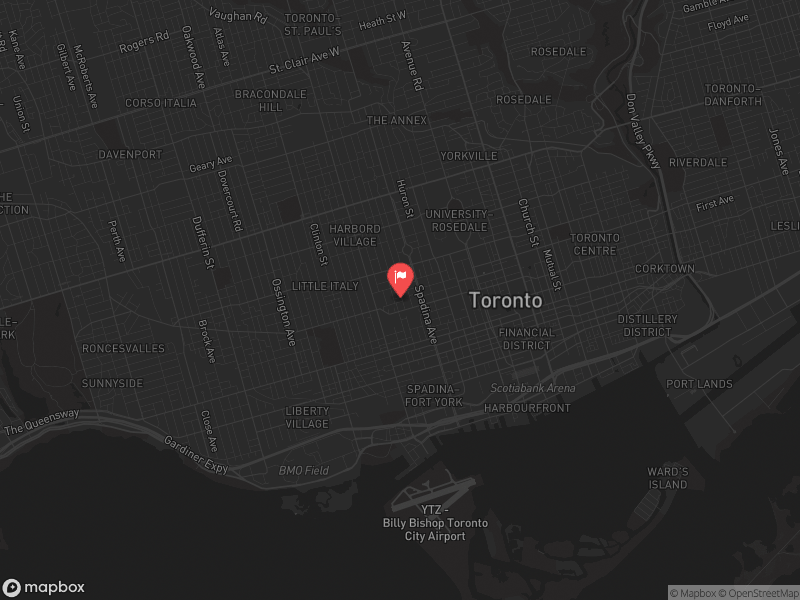 Vaughan Rd
TORONTO-
ST. PAUL'S
Heath St W
Gamble Ave
Floyd Ave
Kane Ave
Gilbert Ave
McRoberts Ave
Rogers Rd
Oakwood Ave
Atlas Ave
St. Clair Ave W
Avenue Rd
ROSEDALE
Union St
CORSO ITALIA
BRACONDALE
HILL
ROSEDALE
Don Valley Pkwy
TORONTO-
DANFORTH
THE ANNEX
Jones Ave
DAVENPORT
Geary Ave
YORKVILLE
RIVERDALE
Dovercourt Rd
Huron St
First Ave
Perth Ave
Dufferin St
Clinton St
HARBORD
VILLAGE
UNIVERSITY-
ROSEDALE
Church St
Mutual St
TORONTO
CENTRE
CORKTOWN
LITTLE ITALY
Ossington Ave
Spadina Ave
Toronto
DISTILLERY
DISTRICT
FINANCIAL
DISTRICT
Brock Ave
RONCESVALLES
SUNNYSIDE
SPADINA-
FORT YORK
Scotiabank Arena
HARBOURFRONT
PORT LANDS
LIBERTY
VILLAGE
Close Ave
The Queensway
Gardiner Expy
BMO Field
WARD'S
ISLAND
YTZ -
Billy Bishop Toronto
City Airport
mapbox
© Mapbox © OpenStreetMap